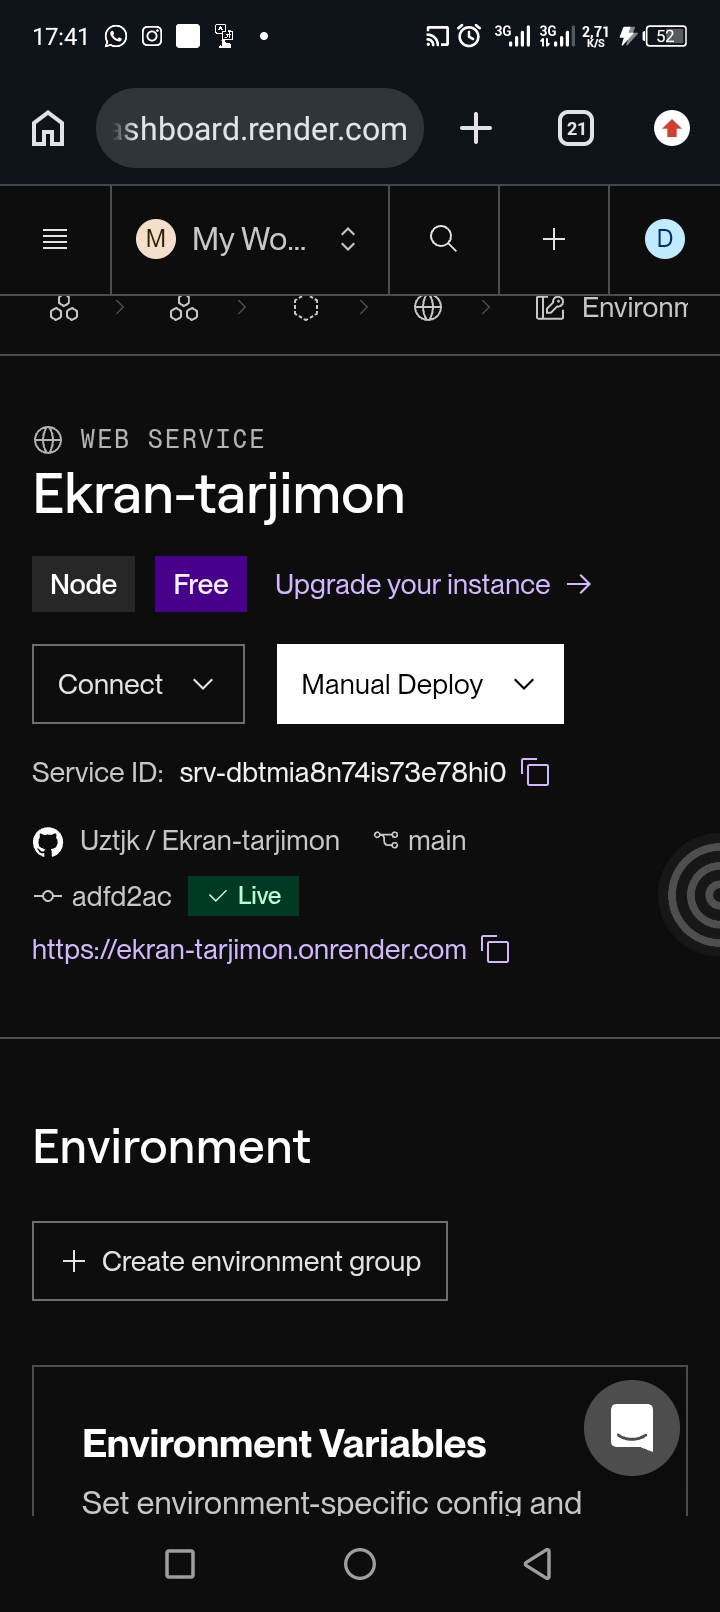 17:41
3G
3G
2,71
K/S
52
ashboard.render.com
21
M
My Wo...
D
Environm
WEB SERVICE
Ekran-tarjimon
Node
Free
Upgrade your instance →
Connect
Manual Deploy
Service ID: srv-dbtmia8n74is73e78hi0
Uztjk / Ekran-tarjimon
main
adfd2ac
Live
https://ekran-tarjimon.onrender.com
Environment
+ Create environment group
Environment Variables
Set environment-specific config and